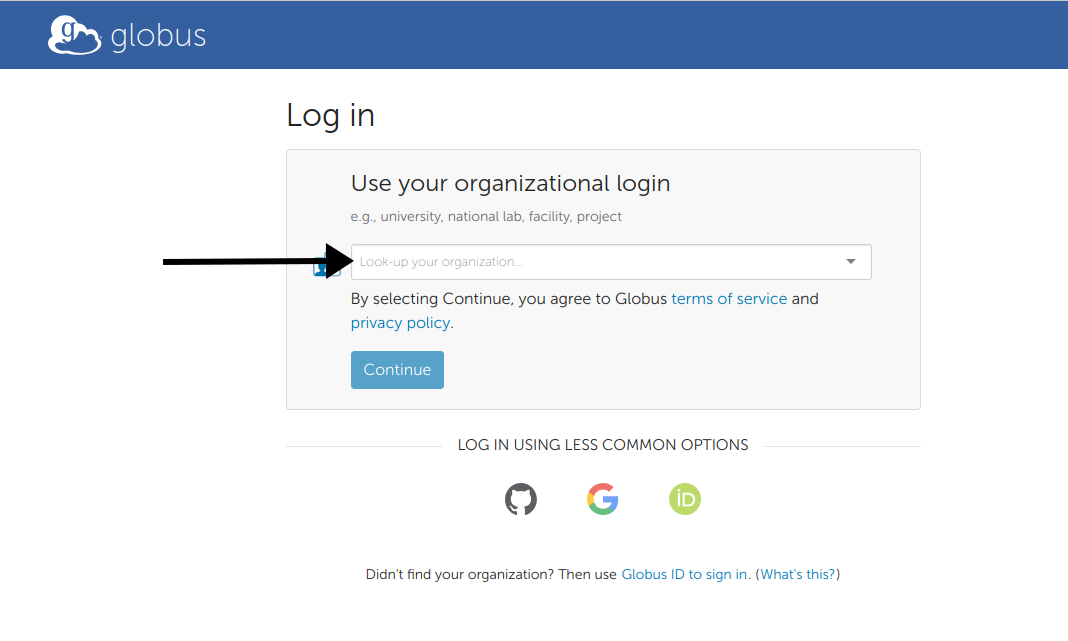 globus
Log in
Use your organizational login
e.g., university, national lab, facility, project
Look-up your organization...
By selecting Continue, you agree to Globus terms of service and
privacy policy.
Continue
LOG IN USING LESS COMMON OPTIONS
iD
Didn't find your organization? Then use Globus ID to sign in. (What's this?)